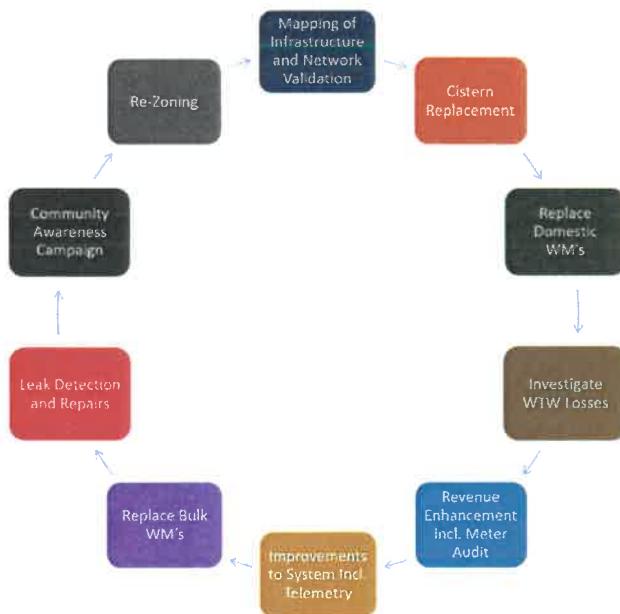 Mapping of
Infrastructure
and Network
Validation
Cistern
Replacement
Replace
Domestic
WM's
Investigate
WTW Losses
Revenue
Enhancement
incl. Meter
Audit
Improvements
to System Incl.
Telemetry
Replace Bulk
WM's
Leak Detection
and Repairs
Community
Awareness
Campaign
Re-Zoning